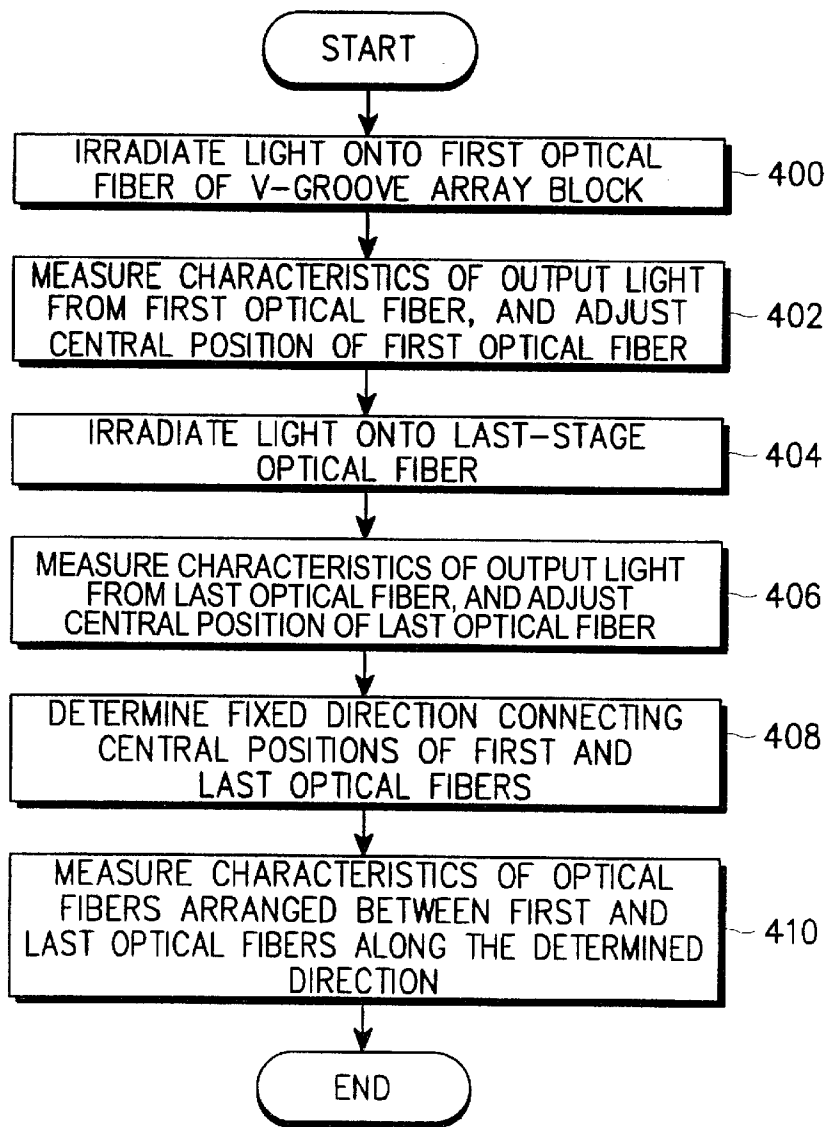 START
IRRADIATE LIGHT ONTO FIRST OPTICAL
FIBER OF V-GROOVE ARRAY BLOCK
400
MEASURE CHARACTERISTICS OF OUTPUT LIGHT
FROM FIRST OPTICAL FIBER, AND ADJUST
CENTRAL POSITION OF FIRST OPTICAL FIBER
402
IRRADIATE LIGHT ONTO LAST-STAGE
OPTICAL FIBER
404
MEASURE CHARACTERISTICS OF OUTPUT LIGHT
FROM LAST OPTICAL FIBER, AND ADJUST
CENTRAL POSITION OF LAST OPTICAL FIBER
406
DETERMINE FIXED DIRECTION CONNECTING
CENTRAL POSITIONS OF FIRST AND
LAST OPTICAL FIBERS
408
MEASURE CHARACTERISTICS OF OPTICAL
FIBERS ARRANGED BETWEEN FIRST AND
LAST OPTICAL FIBERS ALONG THE DETERMINED
DIRECTION
410
END